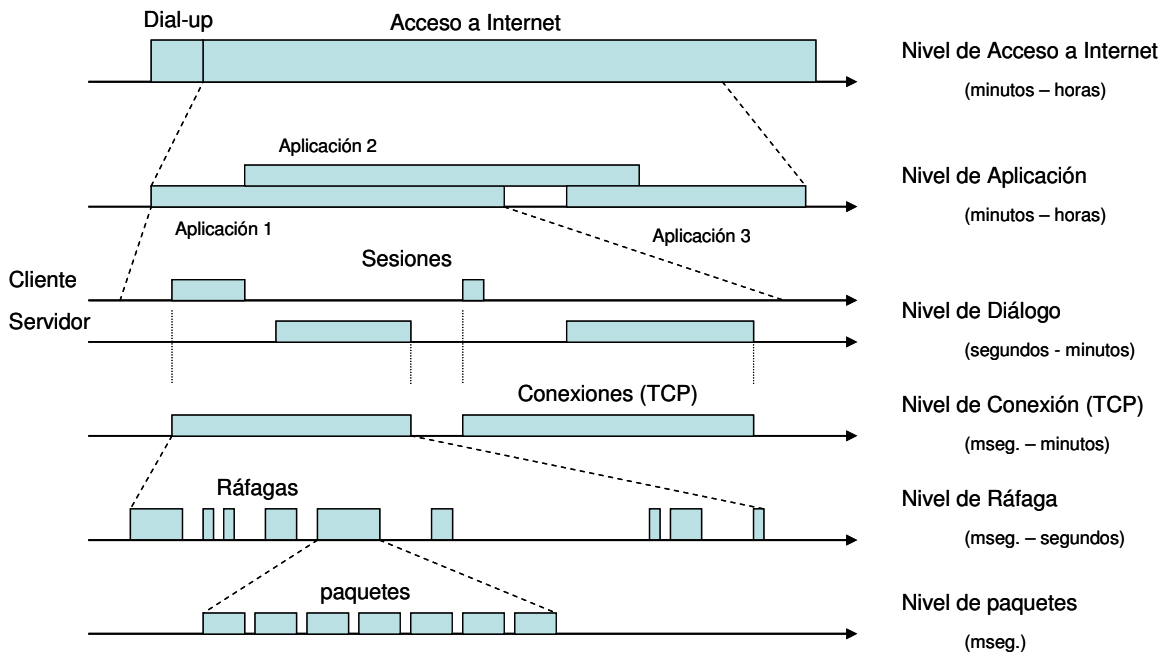 Dial-up
Acceso a Internet
Nivel de Acceso a Internet
(minutos – horas)
Aplicación 2
Nivel de Aplicación
(minutos – horas)
Aplicación 1
Aplicación 3
Sesiones
Cliente
Servidor
Nivel de Diálogo
(segundos - minutos)
Conexiones (TCP)
Nivel de Conexión (TCP)
(mseg. – minutos)
Ráfagas
Nivel de Ráfaga
(mseg. – segundos)
paquetes
Nivel de paquetes
(mseg.)